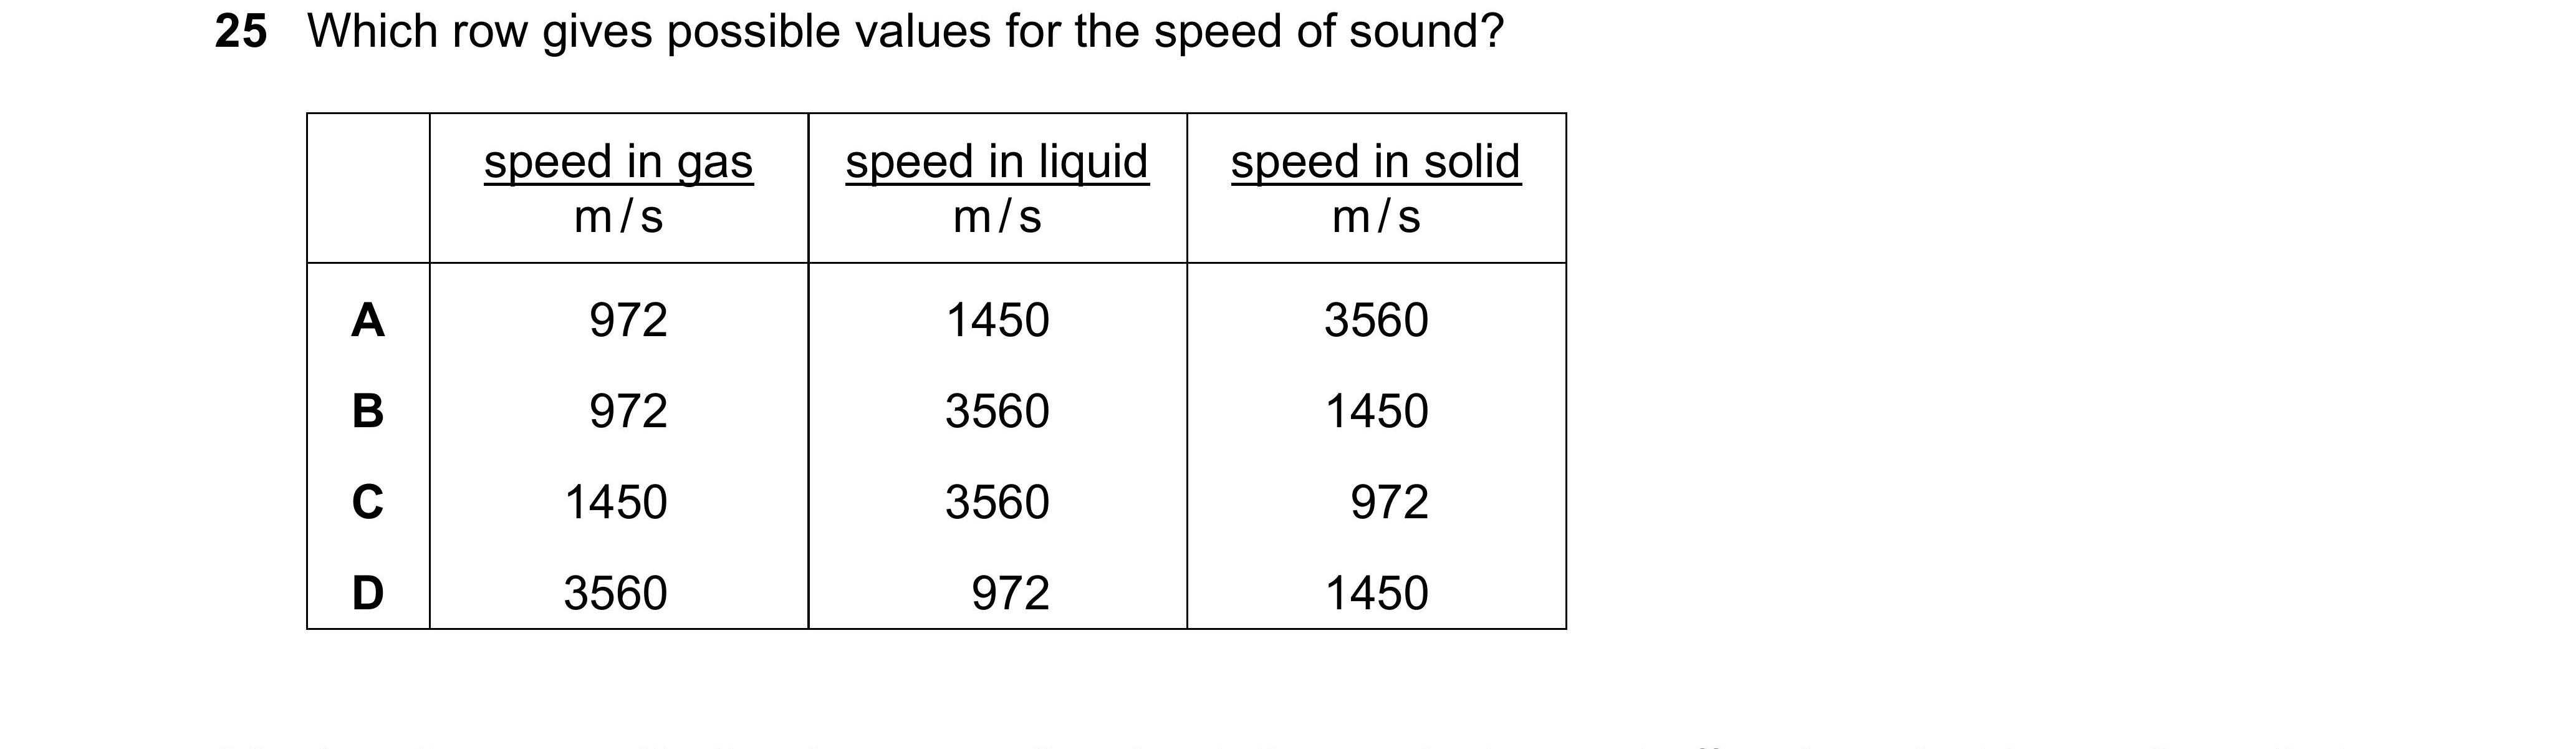 25 Which row gives possible values for the speed of sound?
speed in gas speed in liquid speed in solid
m/s m/s m/s
A 972 1450 3560
B 972 3560 1450
C 1450 3560 972
D 3560 972 1450